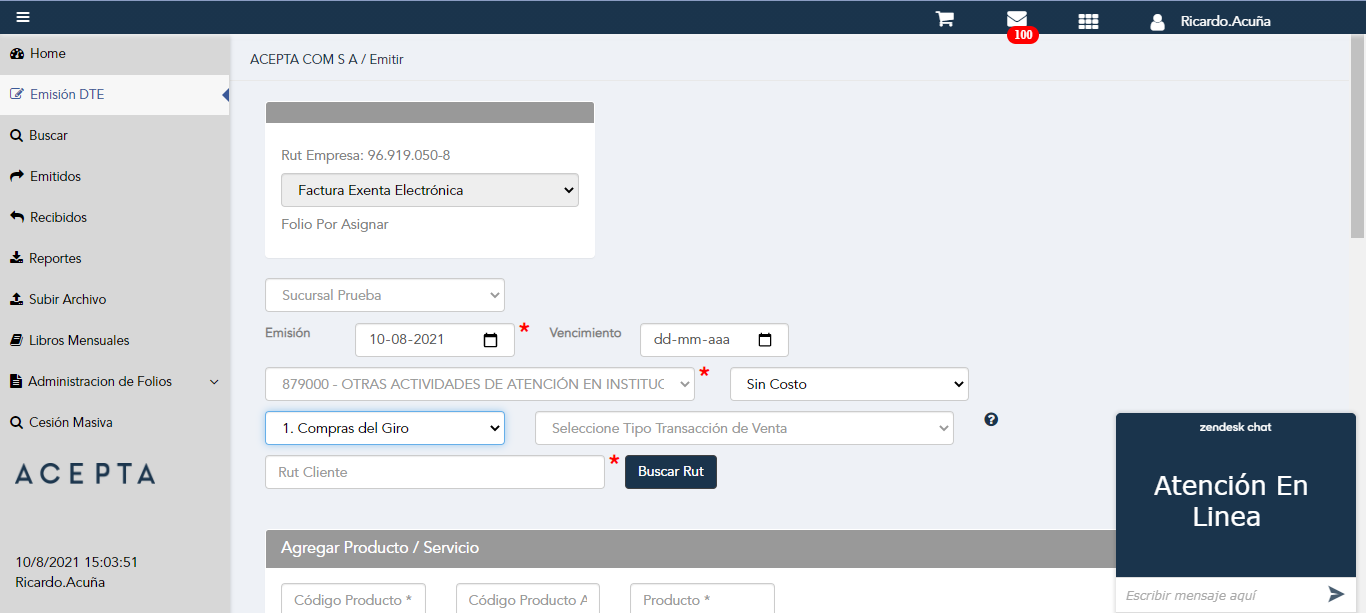 Ricardo.Acuña
100
Home
Emisión DTE
Buscar
Emitidos
Recibidos
Reportes
Subir Archivo
Libros Mensuales
Administracion de Folios
Cesión Masiva
ACEPTA
10/8/2021 15:03:51
Ricardo.Acuña
ACEPTA COM S A / Emitir
Rut Empresa: 96.919.050-8
Factura Exenta Electrónica
Folio Por Asignar
Sucursal Prueba
Emisión 10-08-2021 * Vencimiento dd-mm-aaa
879000 - OTRAS ACTIVIDADES DE ATENCIÓN EN INSTITUC * Sin Costo
1. Compras del Giro Seleccione Tipo Transacción de Venta ?
Rut Cliente * Buscar Rut
Agregar Producto / Servicio
Código Producto * Código Producto A Producto *
zendesk chat
Atención En
Linea
Escribir mensaje aquí